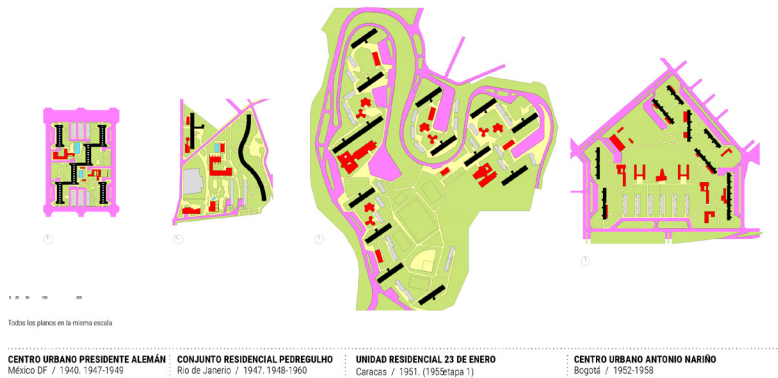 0 20 50 100 200
Todos los planos en la misma escala
CENTRO URBANO PRESIDENTE ALEMÁN
México DF / 1940. 1947-1949
CONJUNTO RESIDENCIAL PEDREGULHO
Rio de Janerio / 1947. 1948-1960
UNIDAD RESIDENCIAL 23 DE ENERO
Caracas / 1951. (1955etapa 1)
CENTRO URBANO ANTONIO NARIÑO
Bogotá / 1952-1958